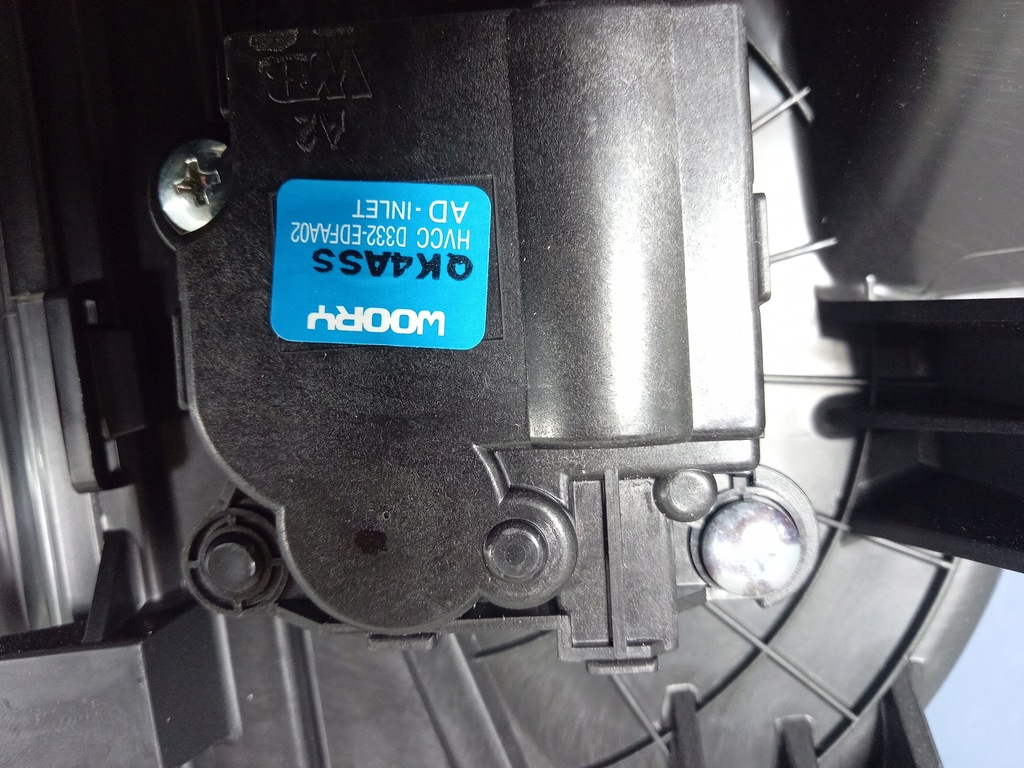 WOORY
QK4ASS
HVCC D332-EDFAA02
AD - INLET